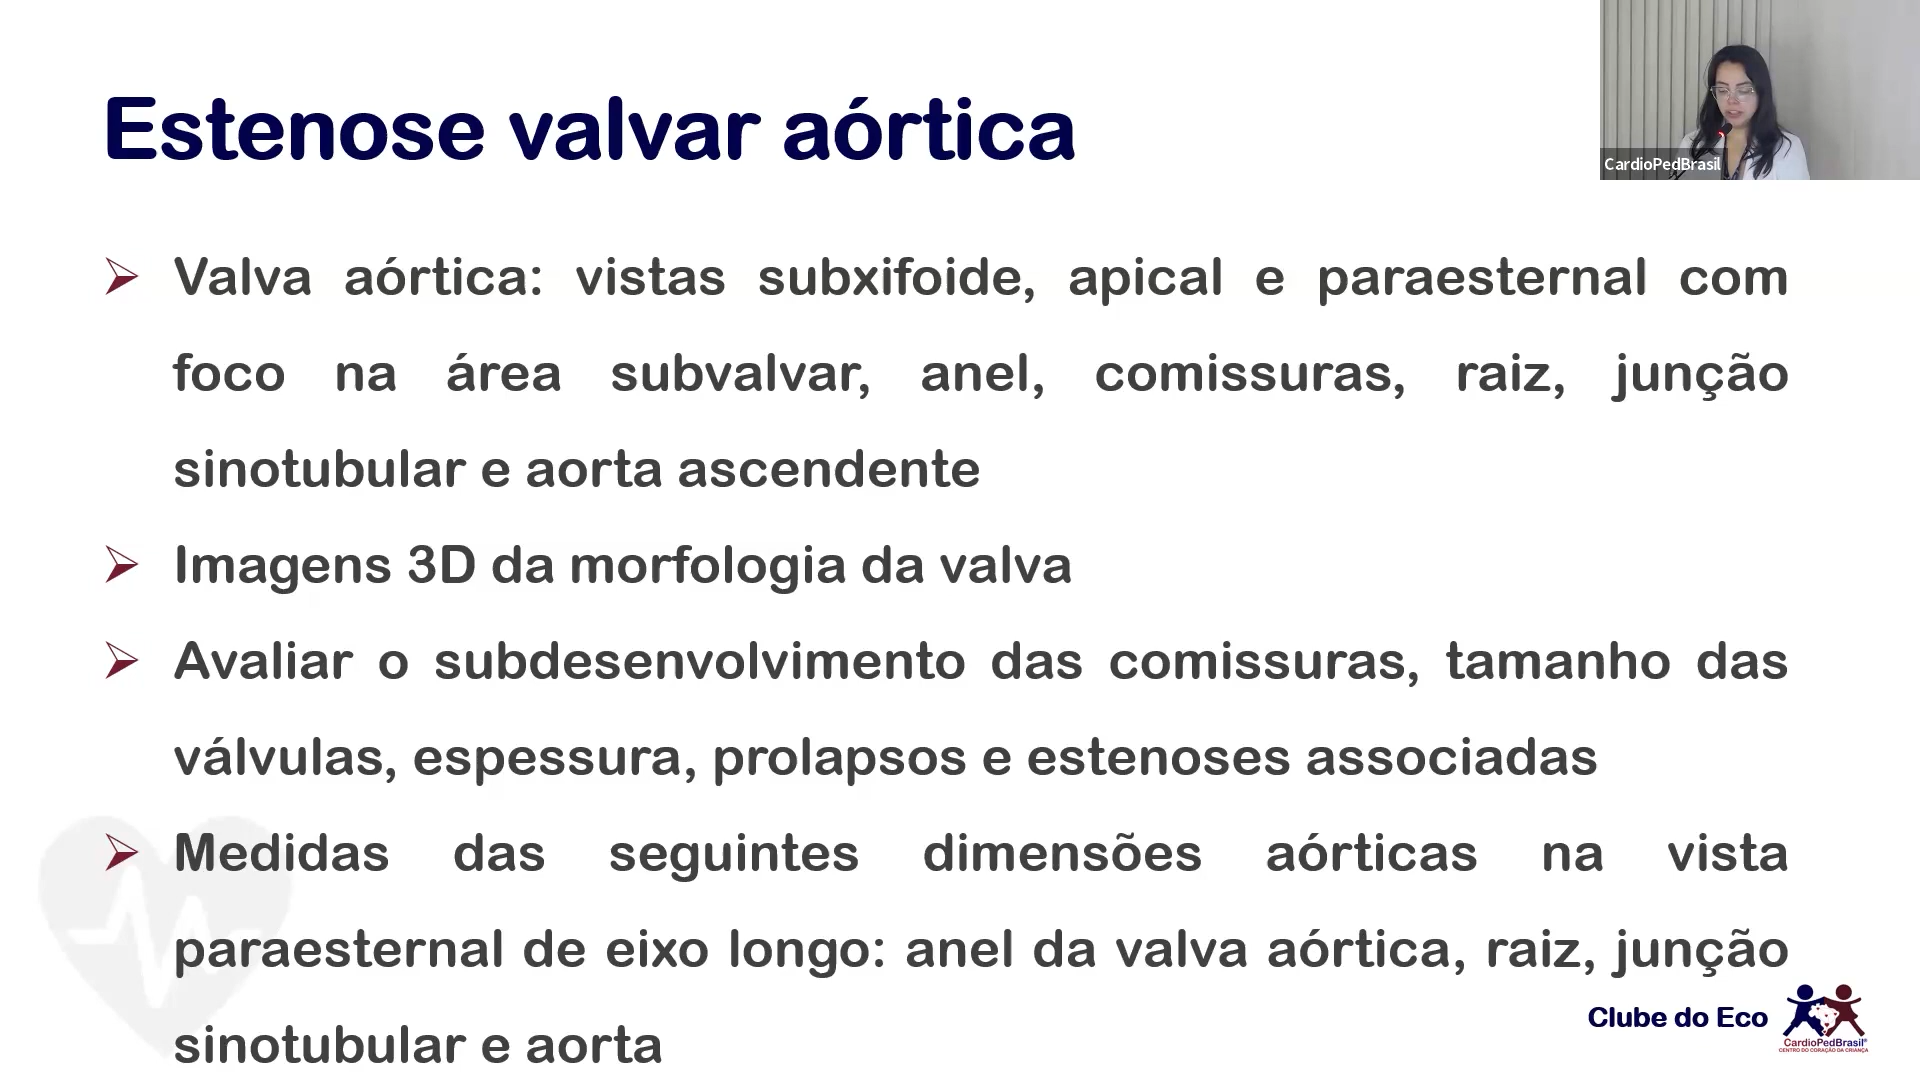 Estenose valvar aórtica
CardioPedBrasil
Valva aórtica: vistas subxifoide, apical e paraesternal com
foco na área subvalvar, anel, comissuras, raiz, junção
sinotubular e aorta ascendente
Imagens 3D da morfologia da valva
Avaliar o subdesenvolvimento das comissuras, tamanho das
válvulas, espessura, prolapsos e estenoses associadas
Medidas das seguintes dimensões aórticas na vista
paraesternal de eixo longo: anel da valva aórtica, raiz, junção
sinotubular e aorta
Clube do Eco
CardioPedBrasil®
CENTRO DO CORAÇÃO DA CRIANÇA